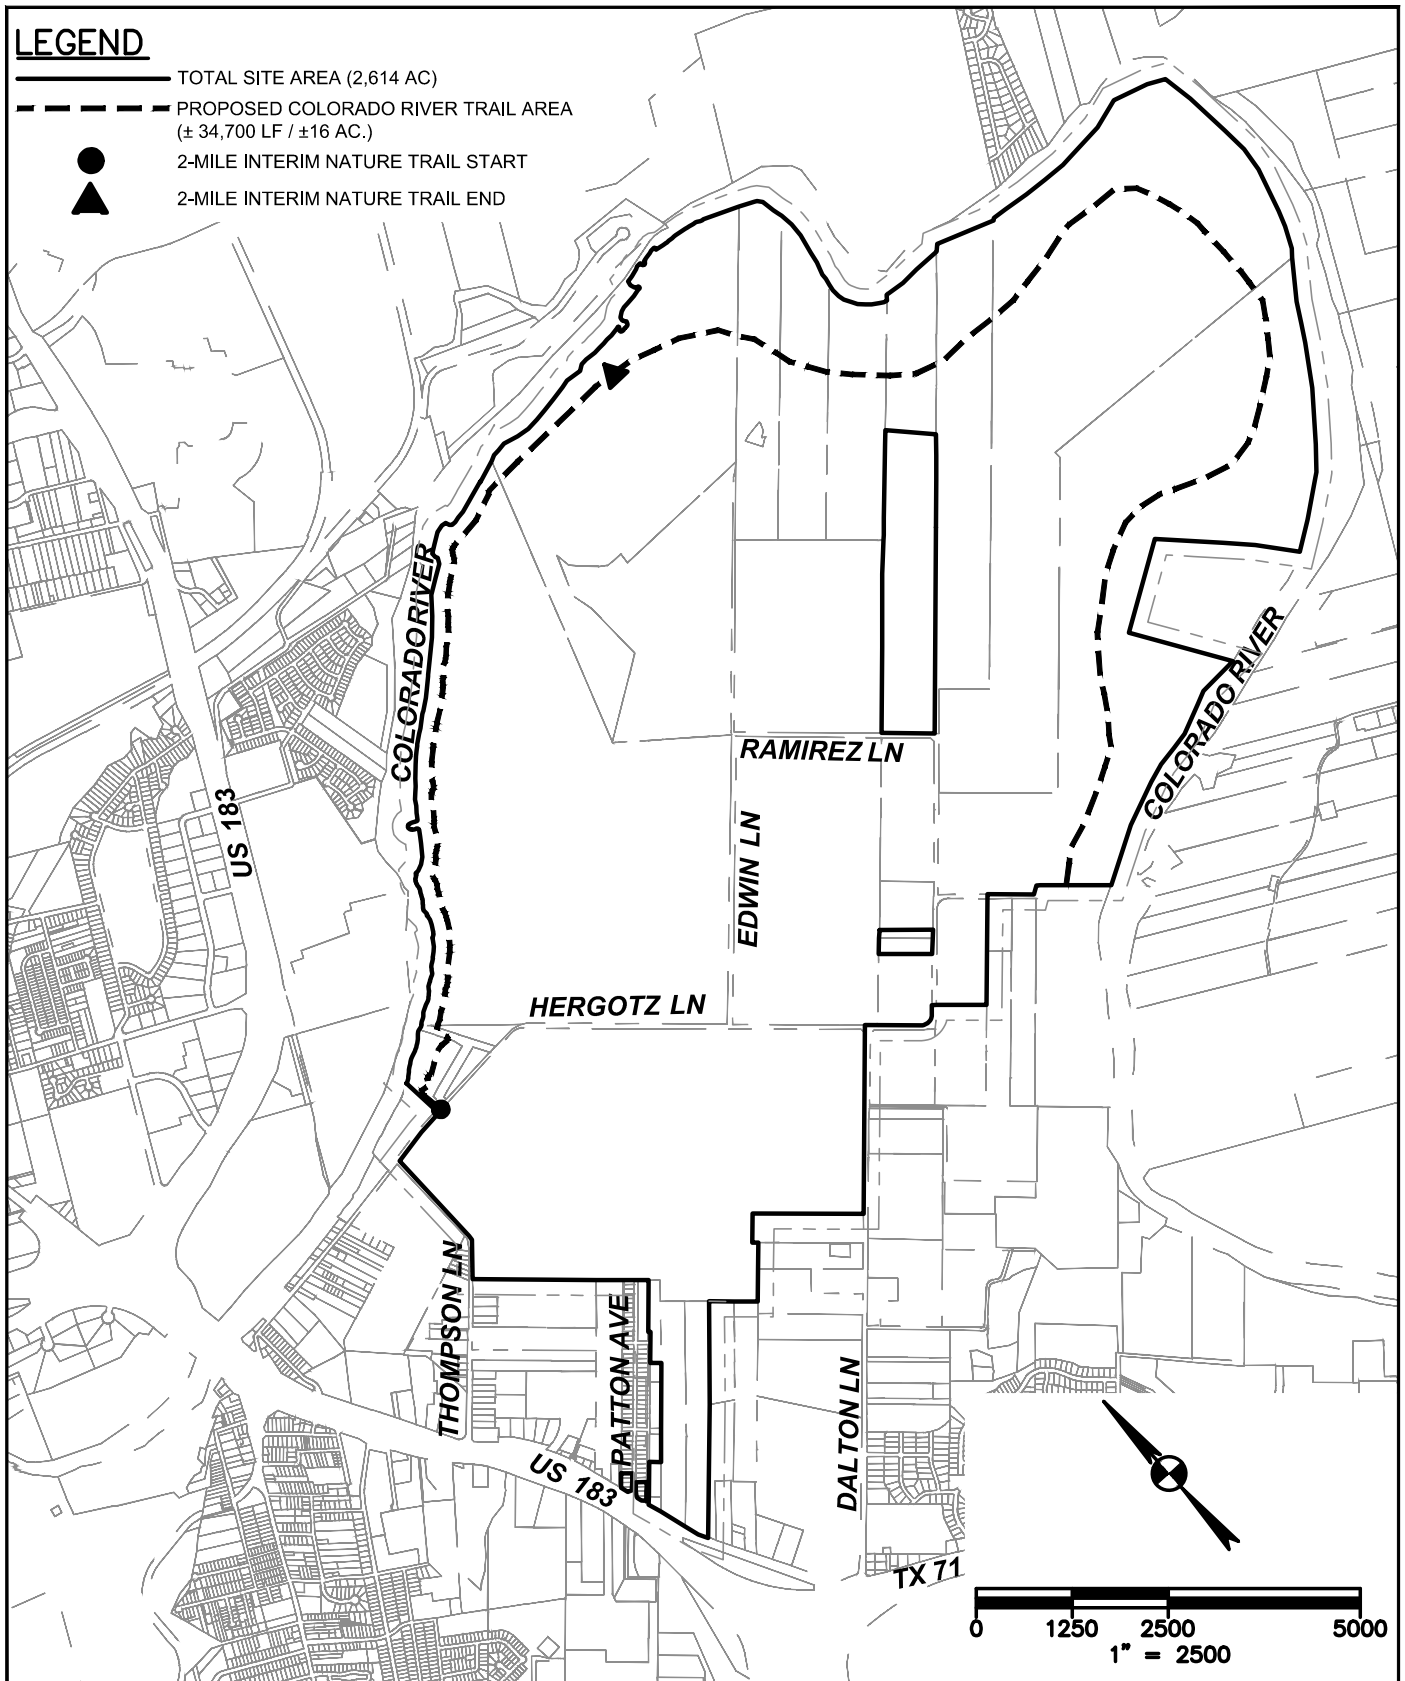 LEGEND
TOTAL SITE AREA (2,614 AC)
PROPOSED COLORADO RIVER TRAIL AREA
(± 34,700 LF / ±16 AC.)
2-MILE INTERIM NATURE TRAIL START
2-MILE INTERIM NATURE TRAIL END
COLORADO RIVER
COLORADO RIVER
RAMIREZ LN
US 183
EDWIN LN
HERGOTZ LN
THOMPSON LN
PATTON AVE
DALTON LN
US 183
TX 71
0 1250 2500 5000
1" = 2500